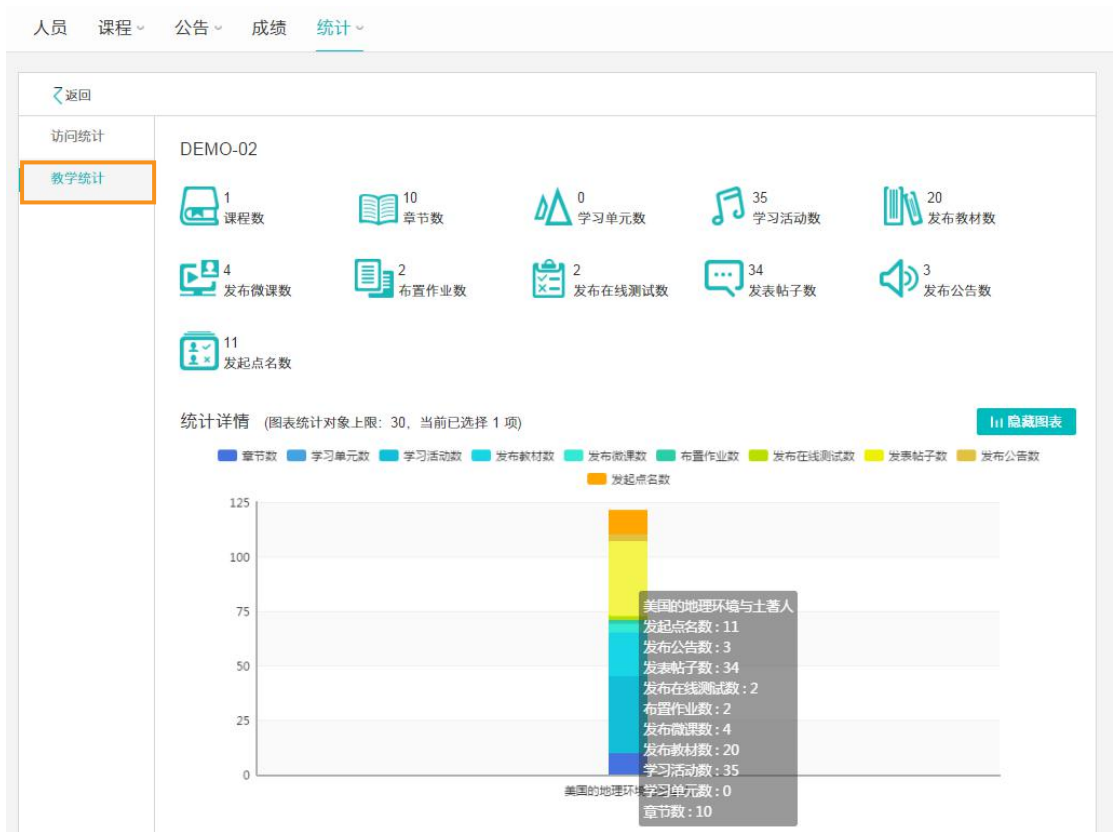 人员 课程 公告 成绩 统计
返回
访问统计
教学统计
DEMO-02
1
课程数
10
章节数
0
学习单元数
35
学习活动数
20
发布教材数
4
发布微课数
2
布置作业数
2
发布在线测试数
34
发表帖子数
3
发布公告数
11
发起点名数
统计详情 (图表统计对象上限: 30, 当前已选择 1 项)
隐藏图表
章节数 学习单元数 学习活动数 发布教材数 发布微课数 布置作业数 发布在线测试数 发表帖子数 发布公告数
发起点名数
125
100
75
50
25
0
美国的地理环境与土著人
发起点名数 : 11
发布公告数 : 3
发表帖子数 : 34
发布在线测试数 : 2
布置作业数 : 2
发布微课数 : 4
发布教材数 : 20
学习活动数 : 35
学习单元数 : 0
章节数 : 10
美国的地理环